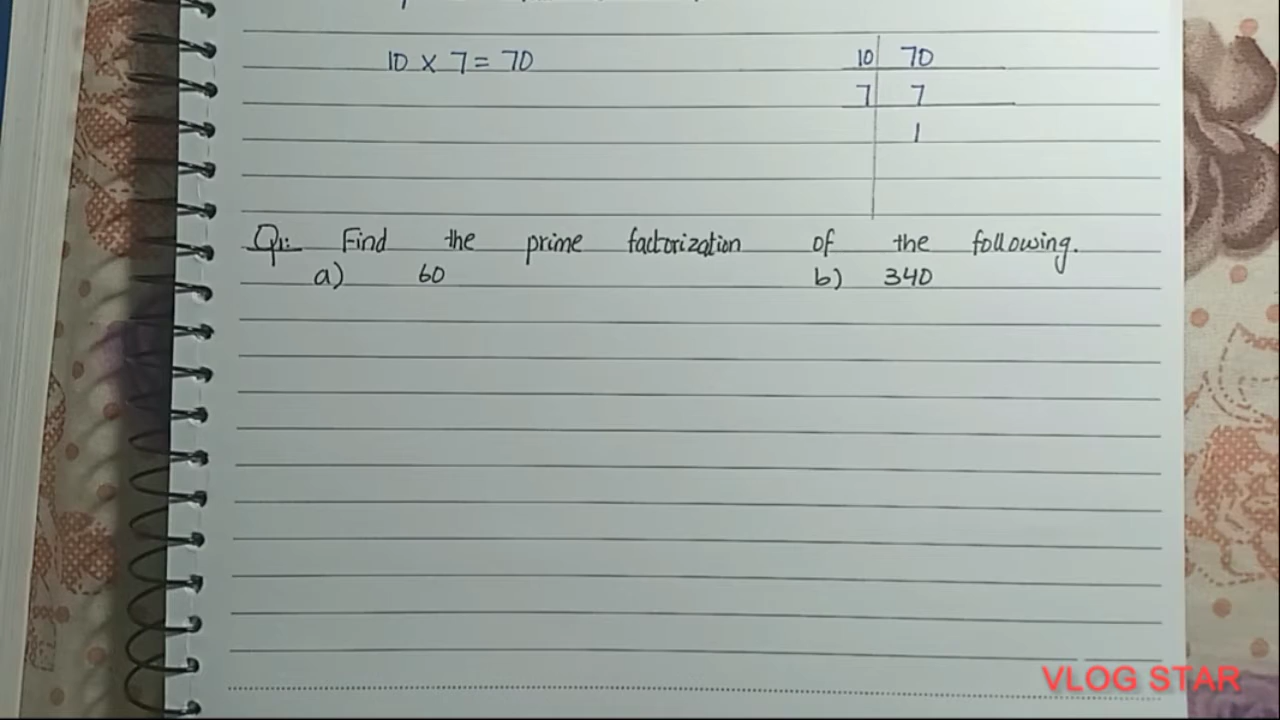 10 × 7 = 70
10 | 70
7 | 7
1
Q1: Find the prime factorization of the following.
a) 60 b) 340
VLOG STAR